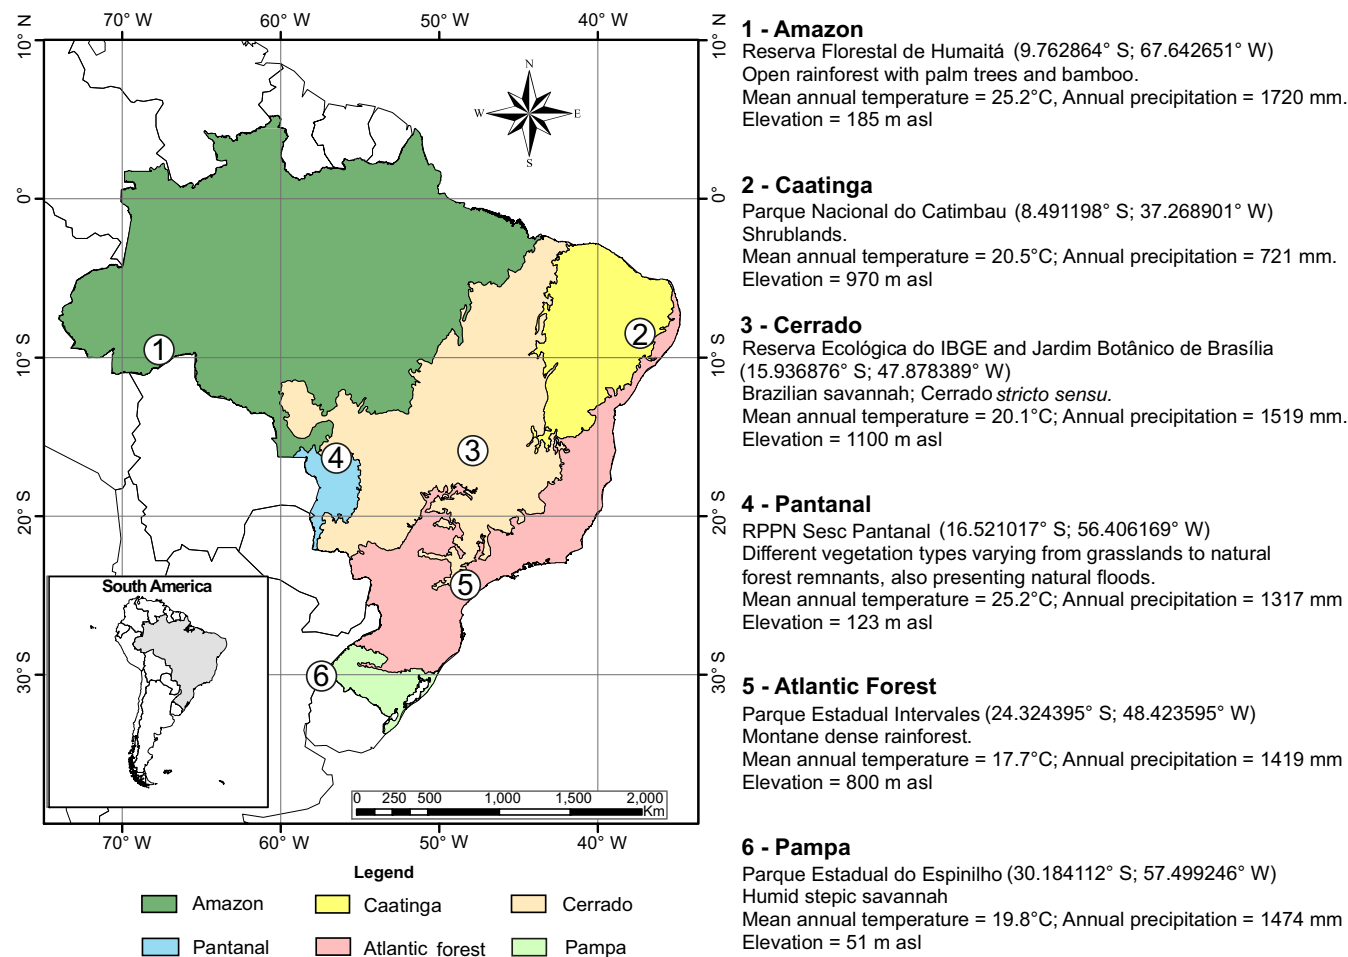 70° W 60° W 50° W 40° W
10° N
0°
10° S
20° S
30° S
N
W E
S
1
2
3
4
5
6
South America
0 250 500 1,000 1,500 2,000
Km
10° N
0°
10° S
20° S
30° S
70° W 60° W 50° W 40° W
Legend
Amazon Caatinga Cerrado
Pantanal Atlantic forest Pampa
1 - Amazon
Reserva Florestal de Humaitá (9.762864° S; 67.642651° W)
Open rainforest with palm trees and bamboo.
Mean annual temperature = 25.2°C, Annual precipitation = 1720 mm.
Elevation = 185 m asl
2 - Caatinga
Parque Nacional do Catimbau (8.491198° S; 37.268901° W)
Shrublands.
Mean annual temperature = 20.5°C; Annual precipitation = 721 mm.
Elevation = 970 m asl
3 - Cerrado
Reserva Ecológica do IBGE and Jardim Botânico de Brasília
(15.936876° S; 47.878389° W)
Brazilian savannah; Cerrado stricto sensu.
Mean annual temperature = 20.1°C; Annual precipitation = 1519 mm.
Elevation = 1100 m asl
4 - Pantanal
RPPN Sesc Pantanal (16.521017° S; 56.406169° W)
Different vegetation types varying from grasslands to natural
forest remnants, also presenting natural floods.
Mean annual temperature = 25.2°C; Annual precipitation = 1317 mm
Elevation = 123 m asl
5 - Atlantic Forest
Parque Estadual Intervales (24.324395° S; 48.423595° W)
Montane dense rainforest.
Mean annual temperature = 17.7°C; Annual precipitation = 1419 mm
Elevation = 800 m asl
6 - Pampa
Parque Estadual do Espinilho (30.184112° S; 57.499246° W)
Humid stepic savannah
Mean annual temperature = 19.8°C; Annual precipitation = 1474 mm
Elevation = 51 m asl